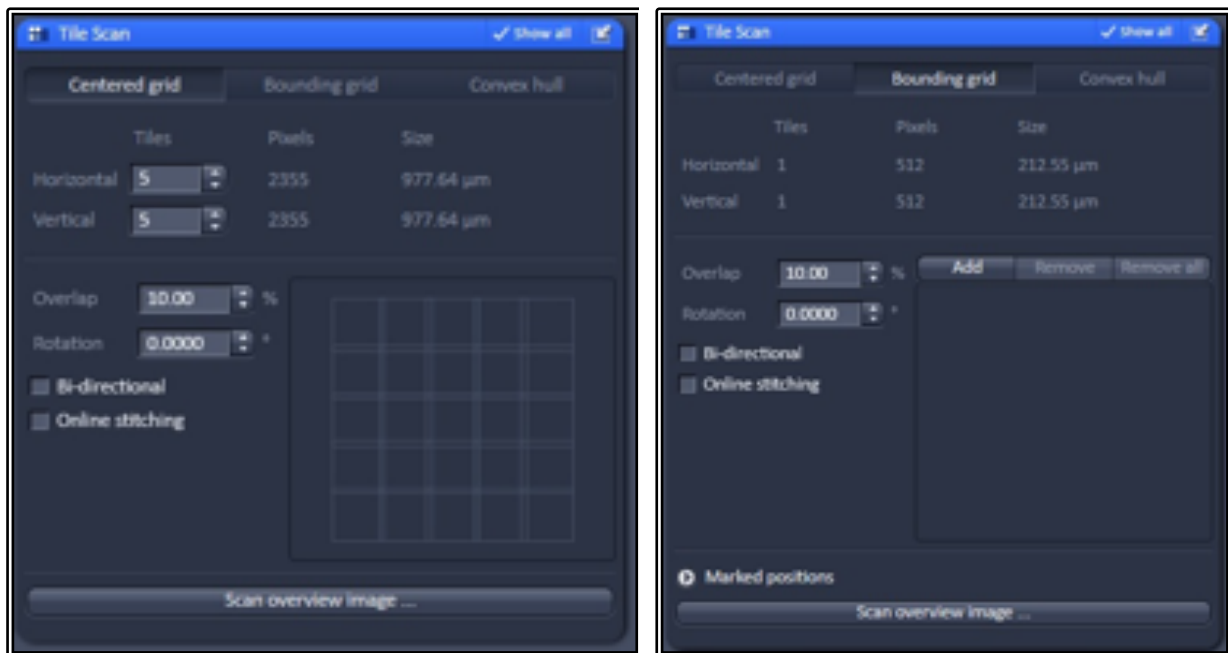 Tile Scan Show all
Centered grid Bounding grid Convex hull
Tiles Pixels Size
Horizontal 5 2355 977.64 µm
Vertical 5 2355 977.64 µm
Overlap 10.00 %
Rotation 0.0000 °
Bi-directional
Online stitching
Scan overview image ...
Tile Scan Show all
Centered grid Bounding grid Convex hull
Tiles Pixels Size
Horizontal 1 512 212.55 µm
Vertical 1 512 212.55 µm
Overlap 10.00 % Add Remove Remove all
Rotation 0.0000 °
Bi-directional
Online stitching
Marked positions
Scan overview image ...